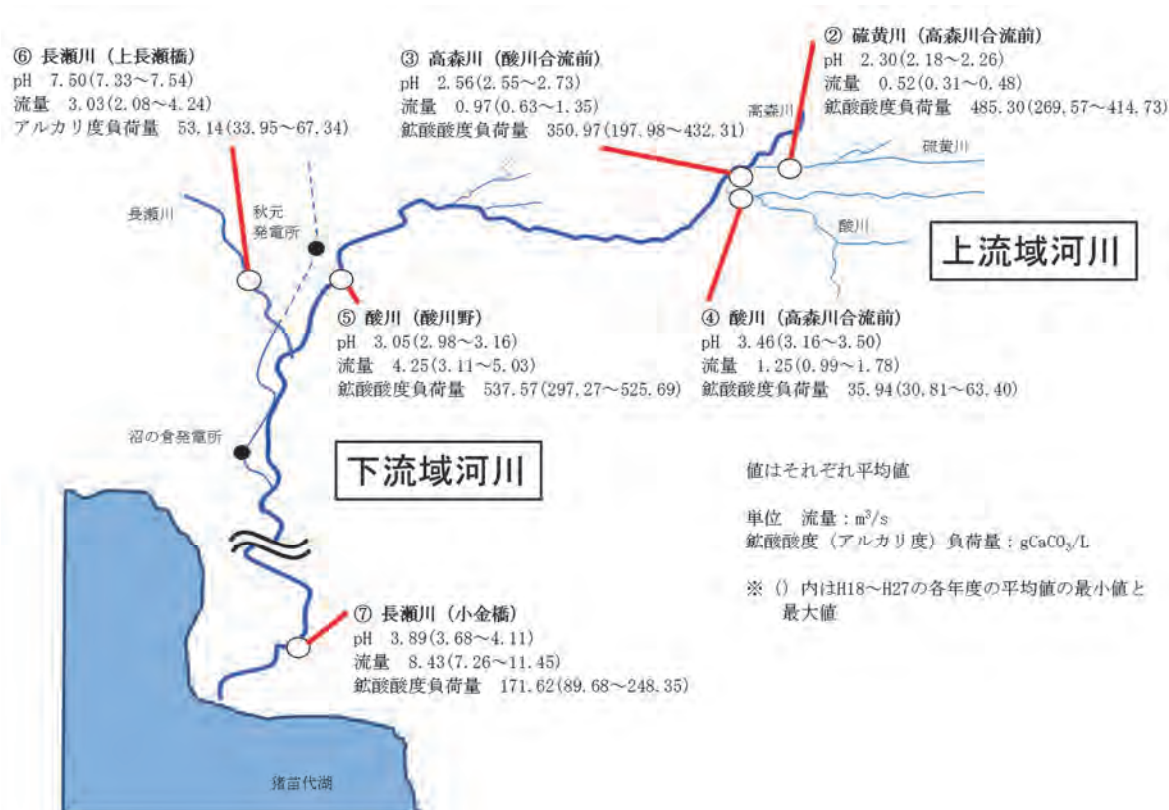 ⑥ 長瀬川（上長瀬橋）
pH 7.50(7.33～7.54)
流量 3.03(2.08～4.24)
アルカリ度負荷量 53.14(33.95～67.34)
③ 高森川（酸川合流前）
pH 2.56(2.55～2.73)
流量 0.97(0.63～1.35)
鉱酸酸度負荷量 350.97(197.98～432.31)
② 硫黄川（高森川合流前）
pH 2.30(2.18～2.26)
流量 0.52(0.31～0.48)
鉱酸酸度負荷量 485.30(269,57～414.73)
高森川
硫黄川
長瀬川
秋元
発電所
酸川
上流域河川
⑤ 酸川（酸川野）
pH 3.05(2.98～3.16)
流量 4.25(3.11～5.03)
鉱酸酸度負荷量 537.57(297,27～525.69)
④ 酸川（高森川合流前）
pH 3.46(3.16～3.50)
流量 1.25(0.99～1.78)
鉱酸酸度負荷量 35.94(30,81～63.40)
沼の倉発電所
下流域河川
値はそれぞれ平均値
単位 流量：m³/s
鉱酸酸度（アルカリ度）負荷量：gCaCO₃/L
※ () 内はH18～H27の各年度の平均値の最小値と
最大値
⑦ 長瀬川（小金橋）
pH 3.89(3.68～4.11)
流量 8.43(7.26～11.45)
鉱酸酸度負荷量 171.62(89.68～248.35)
猪苗代湖